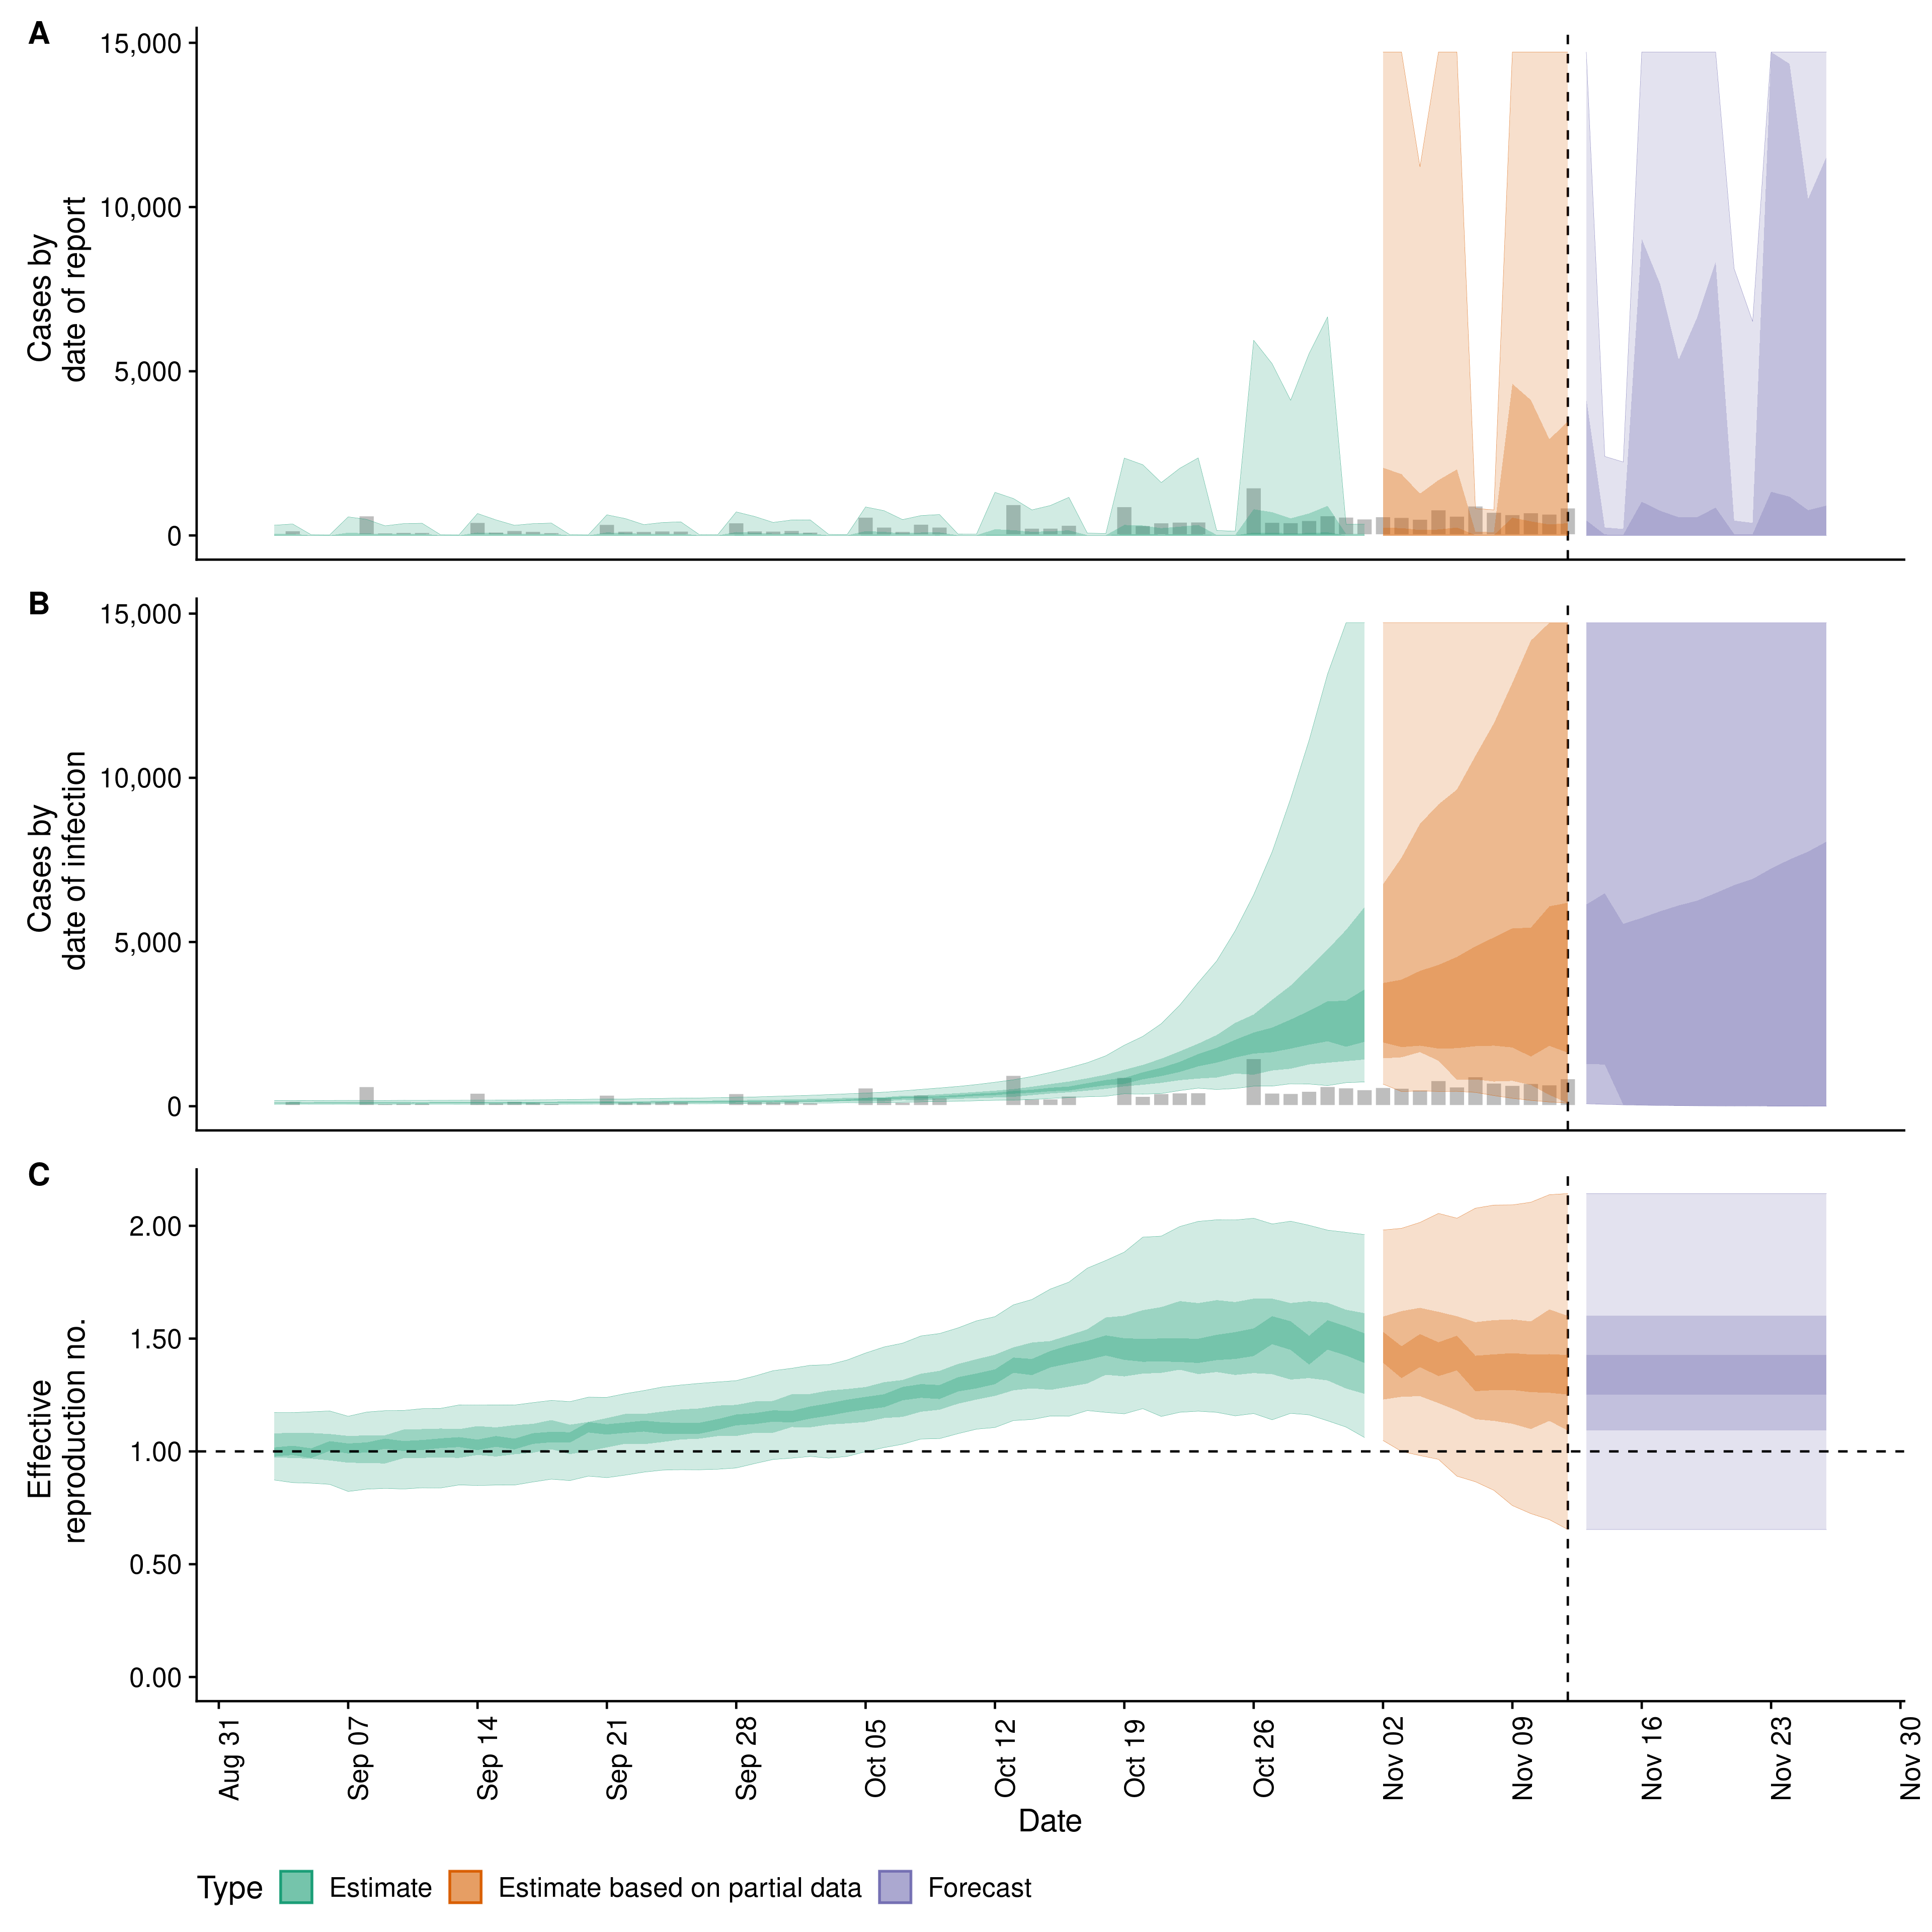 A
15,000
10,000
5,000
0
Cases by
date of report
B
15,000
10,000
5,000
0
Cases by
date of infection
C
2.00
1.50
1.00
0.50
0.00
Effective
reproduction no.
Aug 31
Sep 07
Sep 14
Sep 21
Sep 28
Oct 05
Oct 12
Oct 19
Oct 26
Nov 02
Nov 09
Nov 16
Nov 23
Nov 30
Date
Type Estimate Estimate based on partial data Forecast